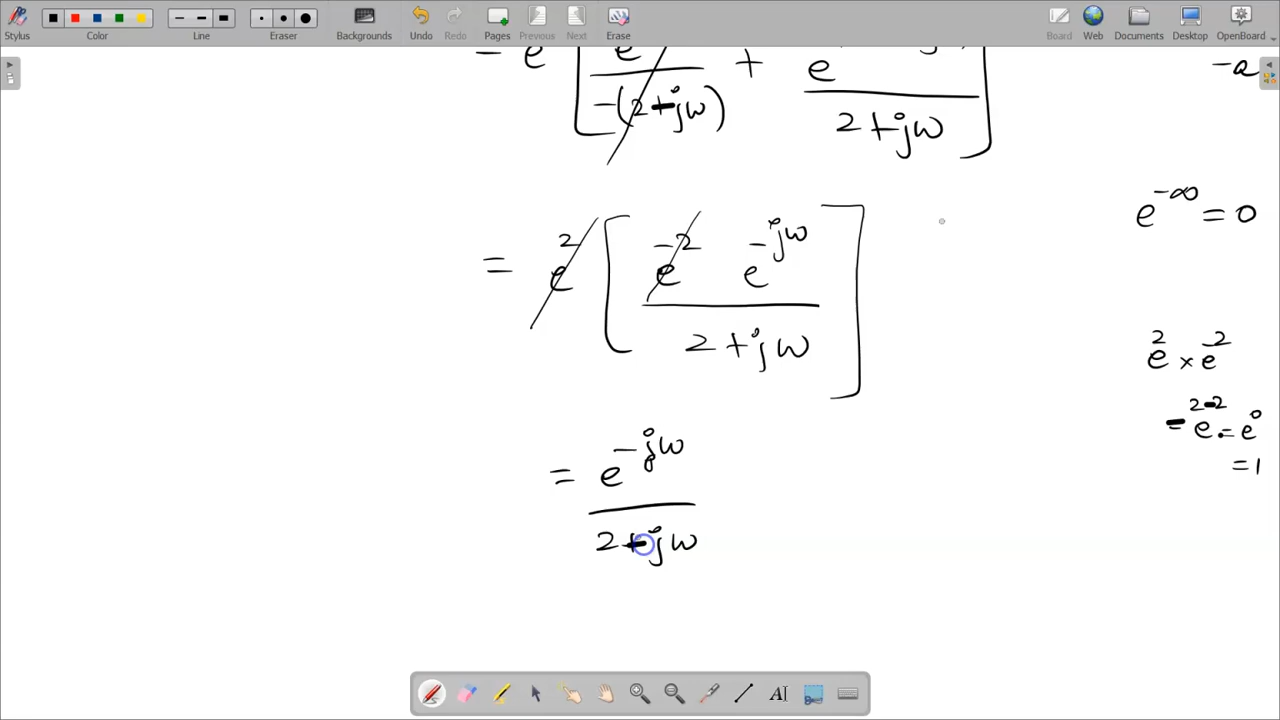 Stylus Color Line Eraser Backgrounds Undo Redo Pages Previous Next Erase Board Web Documents Desktop OpenBoard
= e [ e / -(2+jω) + e / 2+jω ]
-a
e^-∞ = 0
= e^2 [ e^-2 e^-jω / 2+jω ]
e^2 × e^-2
= e^2-2 = e^0
= 1
= e^-jω / 2+jω